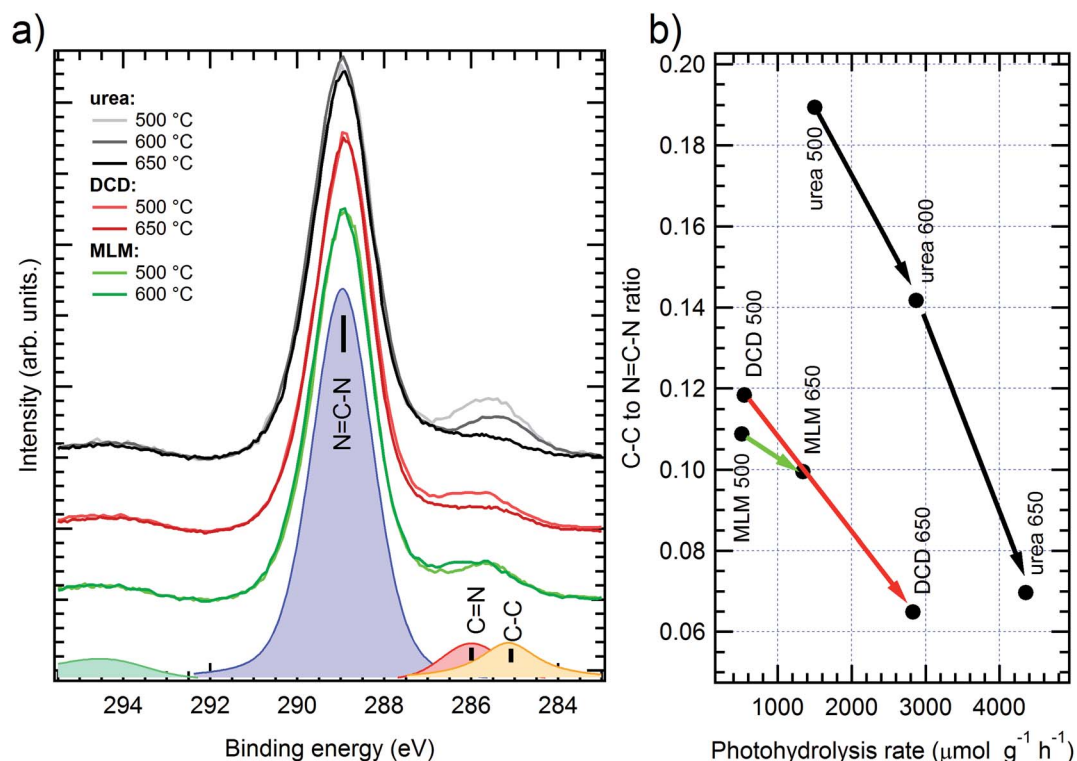 a)
urea:
500 °C
600 °C
650 °C
DCD:
500 °C
650 °C
MLM:
500 °C
600 °C
N=C-N
C=N
C-C
Intensity (arb. units.)
294 292 290 288 286 284
Binding energy (eV)
b)
0.20
0.18
0.16
0.14
0.12
0.10
0.08
0.06
C-C to N=C-N ratio
urea 500
urea 600
DCD 500
MLM 650
MLM 500
DCD 650
urea 650
1000 2000 3000 4000
Photohydrolysis rate (μmol g⁻¹ h⁻¹)